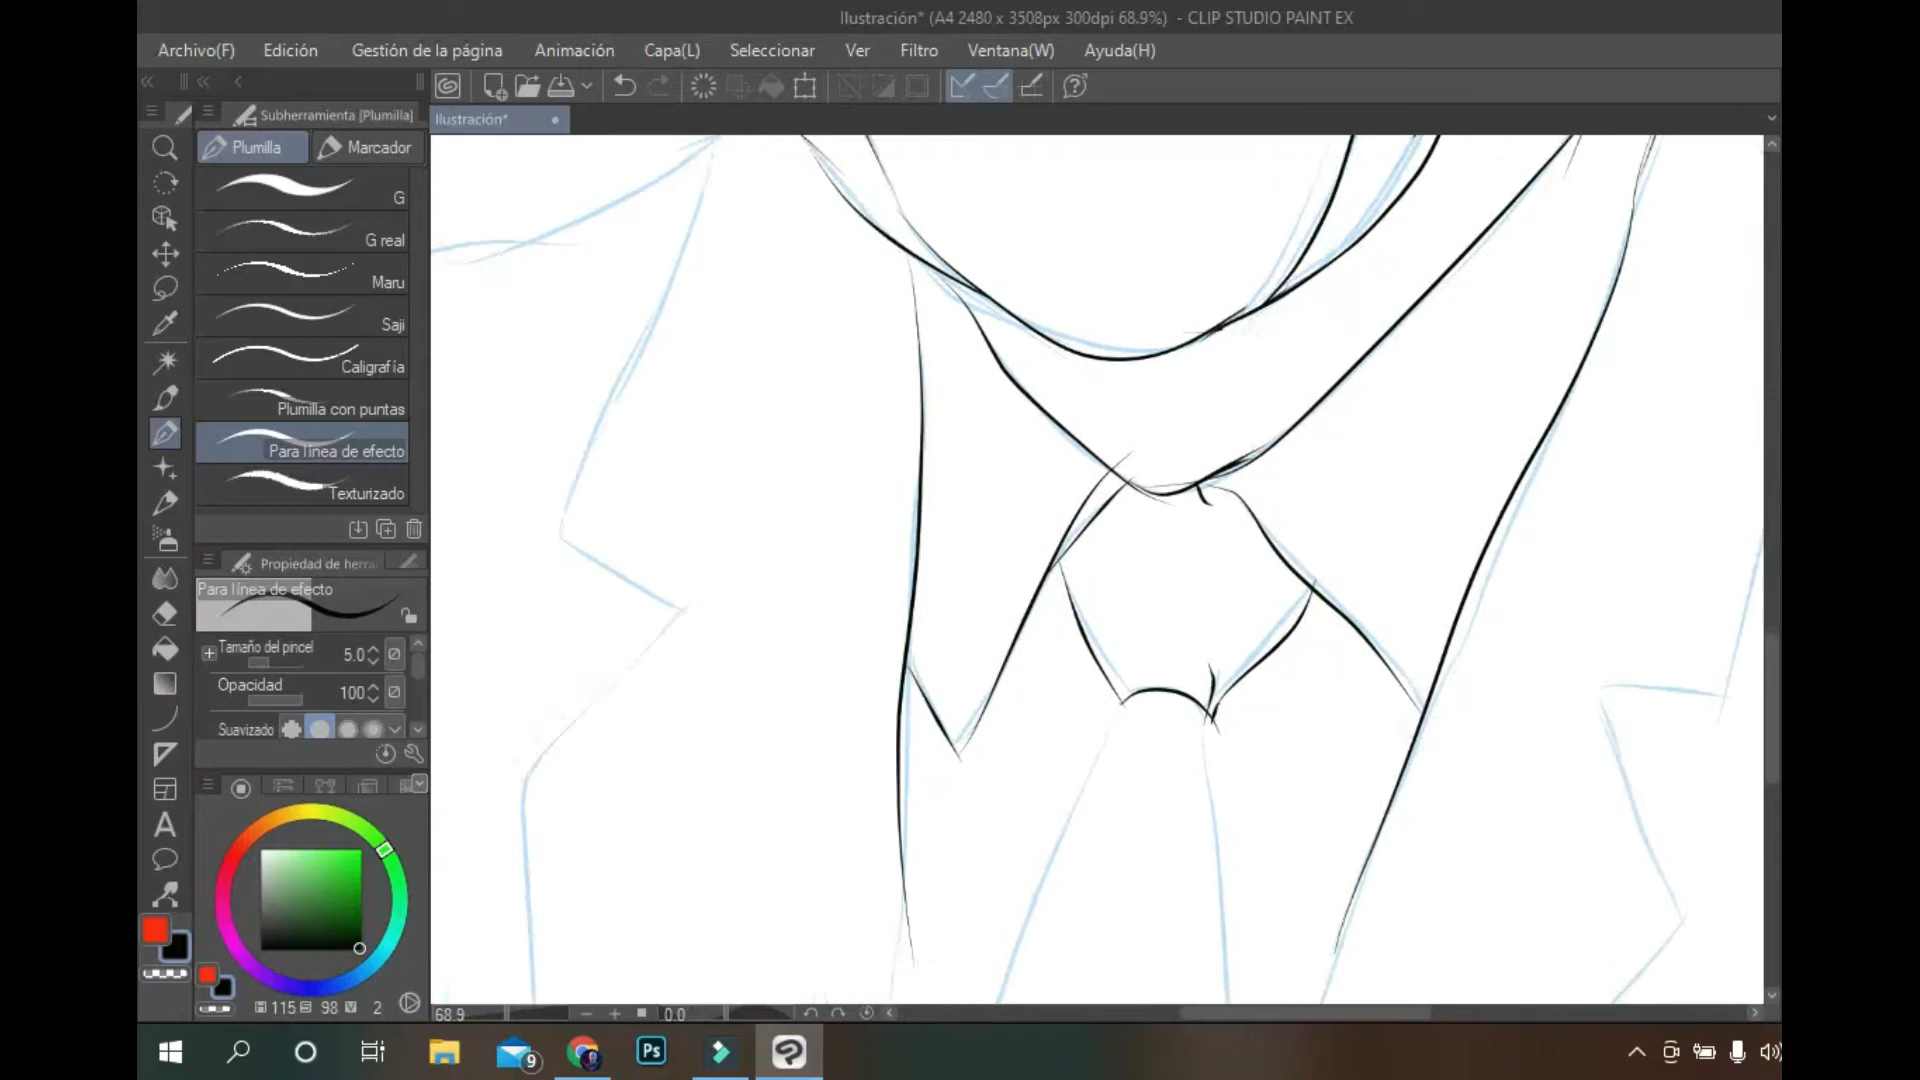 Ilustración* (A4 2480 x 3508px 300dpi 68.9%) - CLIP STUDIO PAINT EX
Archivo(F) Edición Gestión de la página Animación Capa(L) Seleccionar Ver Filtro Ventana(W) Ayuda(H)
Subherramienta [Plumilla]
Ilustración*
Plumilla Marcador
G
G real
Maru
Saji
Caligrafía
Plumilla con puntas
Para línea de efecto
Texturizado
Propiedad de herra
Para línea de efecto
Tamaño del pincel 5.0
Opacidad 100
Suavizado
A
H 115 S 98 V 2
68.9 0.0
9 Ps